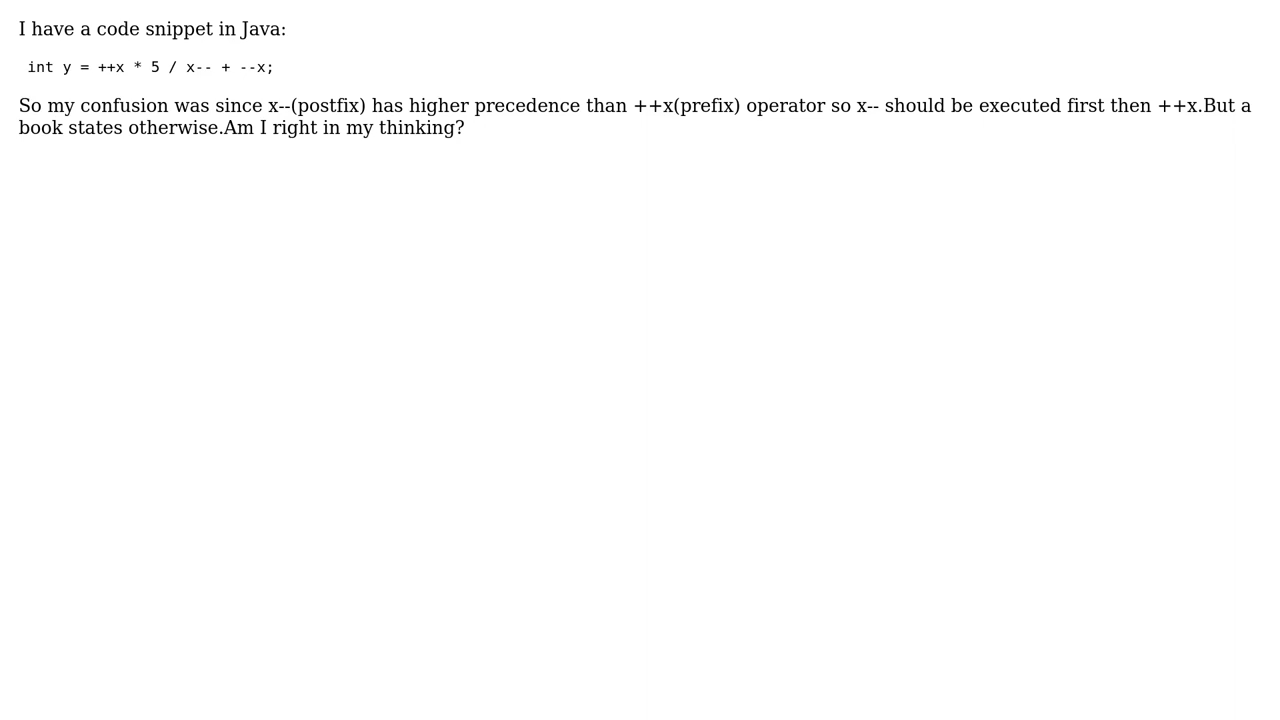 I have a code snippet in Java:
int y = ++x * 5 / x-- + --x;
So my confusion was since x--(postfix) has higher precedence than ++x(prefix) operator so x-- should be executed first then ++x.But a
book states otherwise.Am I right in my thinking?